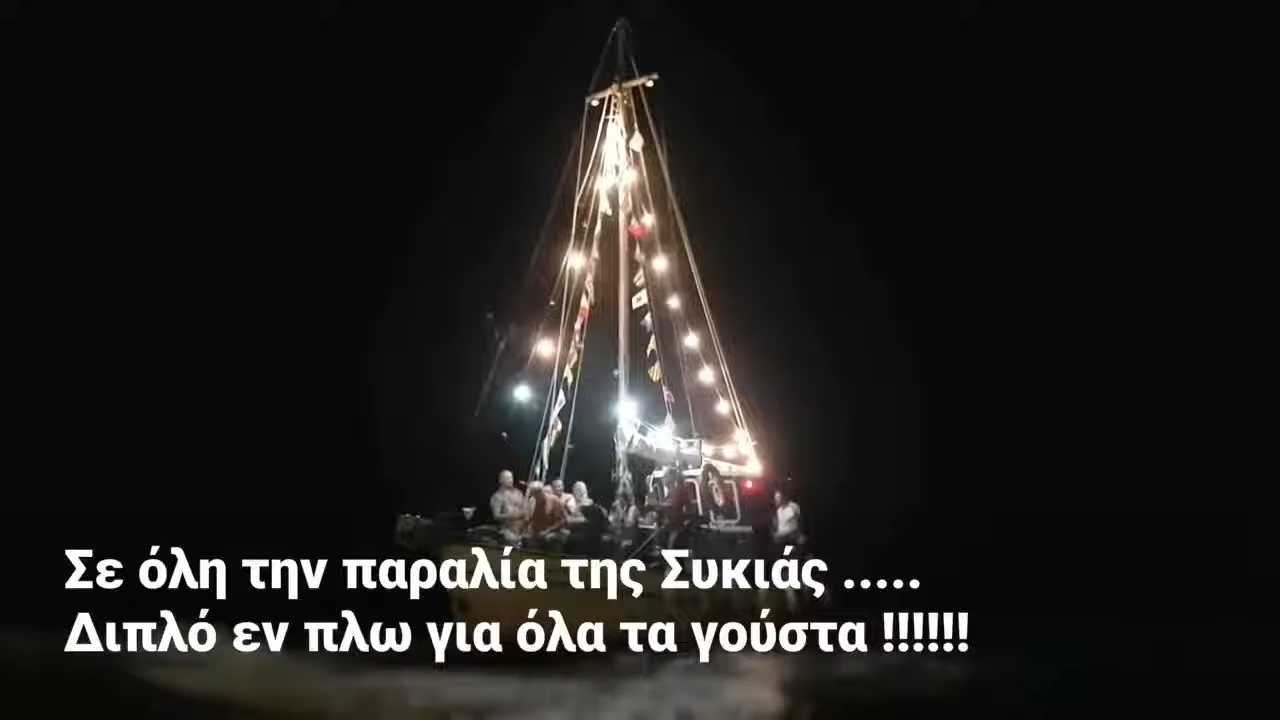 Σε όλη την παραλία της Συκιάς .....
Διπλό εν πλω για όλα τα γούστα !!!!!!